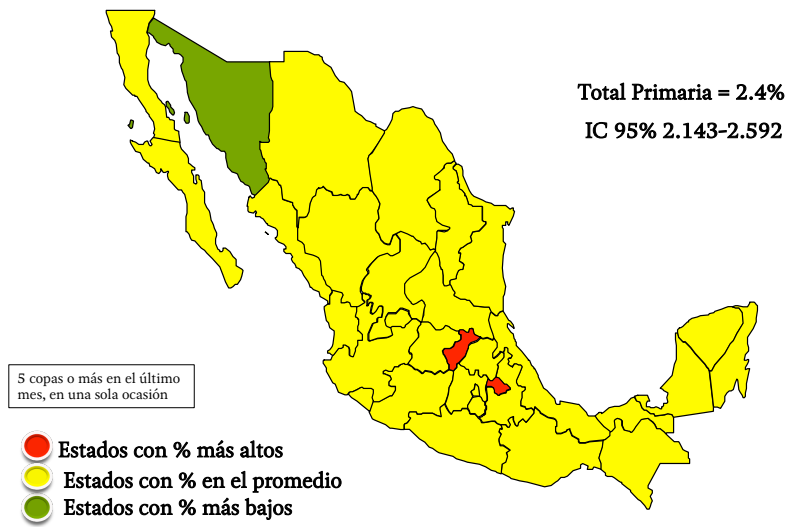 Total Primaria = 2.4%
IC 95% 2.143-2.592
5 copas o más en el último
mes, en una sola ocasión
Estados con % más altos
Estados con % en el promedio
Estados con % más bajos